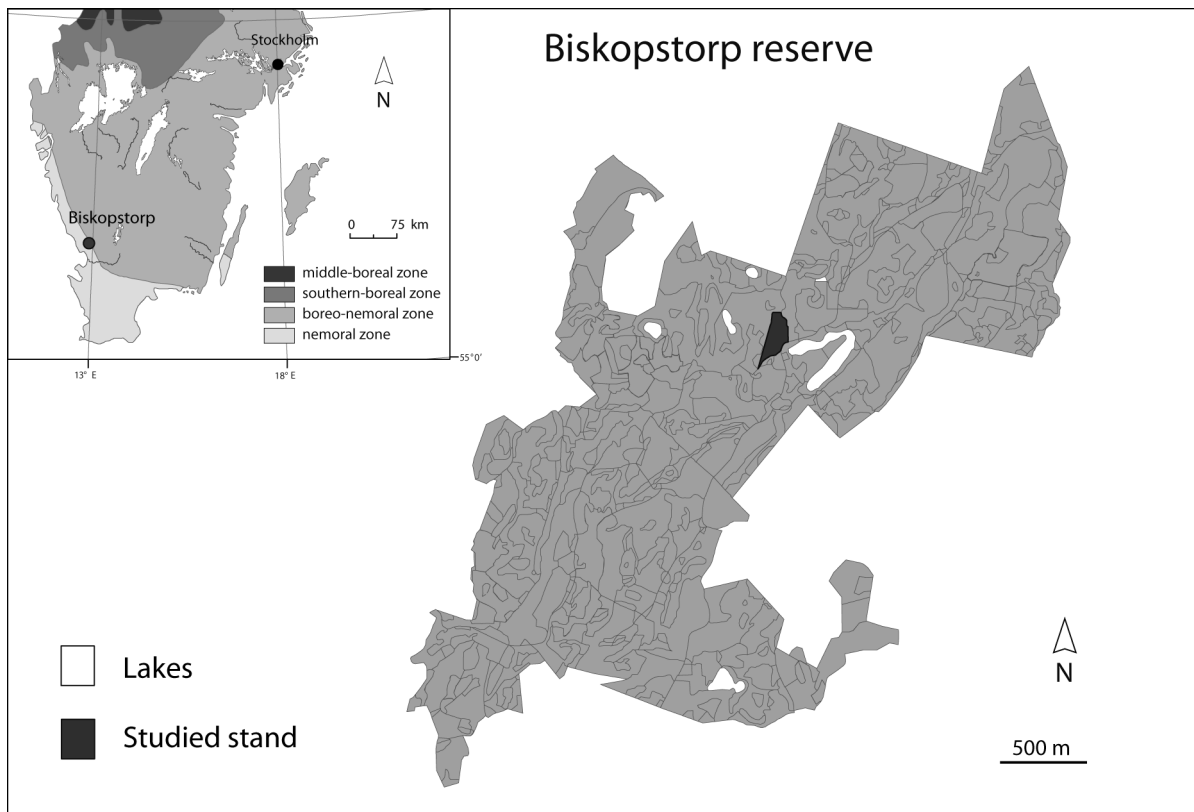 Biskopstorp reserve
Stockholm
N
Biskopstorp
0 75 km
middle-boreal zone
southern-boreal zone
boreo-nemoral zone
nemoral zone
55°0'
13° E
18° E
Lakes
Studied stand
N
500 m